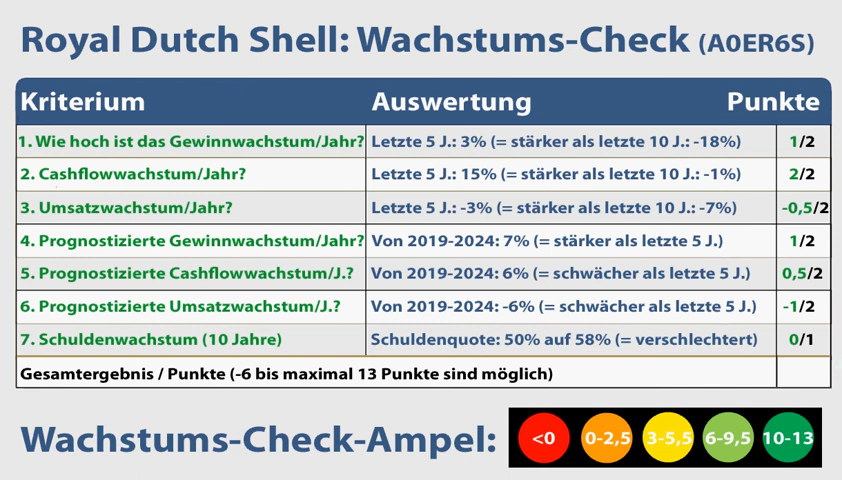 Royal Dutch Shell: Wachstums-Check (A0ER6S)
Kriterium Auswertung Punkte
1. Wie hoch ist das Gewinnwachstum/Jahr? Letzte 5 J.: 3% (= stärker als letzte 10 J.: -18%) 1/2
2. Cashflowwachstum/Jahr? Letzte 5 J.: 15% (= stärker als letzte 10 J.: -1%) 2/2
3. Umsatzwachstum/Jahr? Letzte 5 J.: -3% (= stärker als letzte 10 J.: -7%) -0,5/2
4. Prognostizierte Gewinnwachstum/Jahr? Von 2019-2024: 7% (= stärker als letzte 5 J.) 1/2
5. Prognostizierte Cashflowwachstum/J.? Von 2019-2024: 6% (= schwächer als letzte 5 J.) 0,5/2
6. Prognostizierte Umsatzwachstum/J.? Von 2019-2024: -6% (= schwächer als letzte 5 J.) -1/2
7. Schuldenwachstum (10 Jahre) Schuldenquote: 50% auf 58% (= verschlechtert) 0/1
Gesamtergebnis / Punkte (-6 bis maximal 13 Punkte sind möglich)
Wachstums-Check-Ampel: <0 0-2,5 3-5,5 6-9,5 10-13